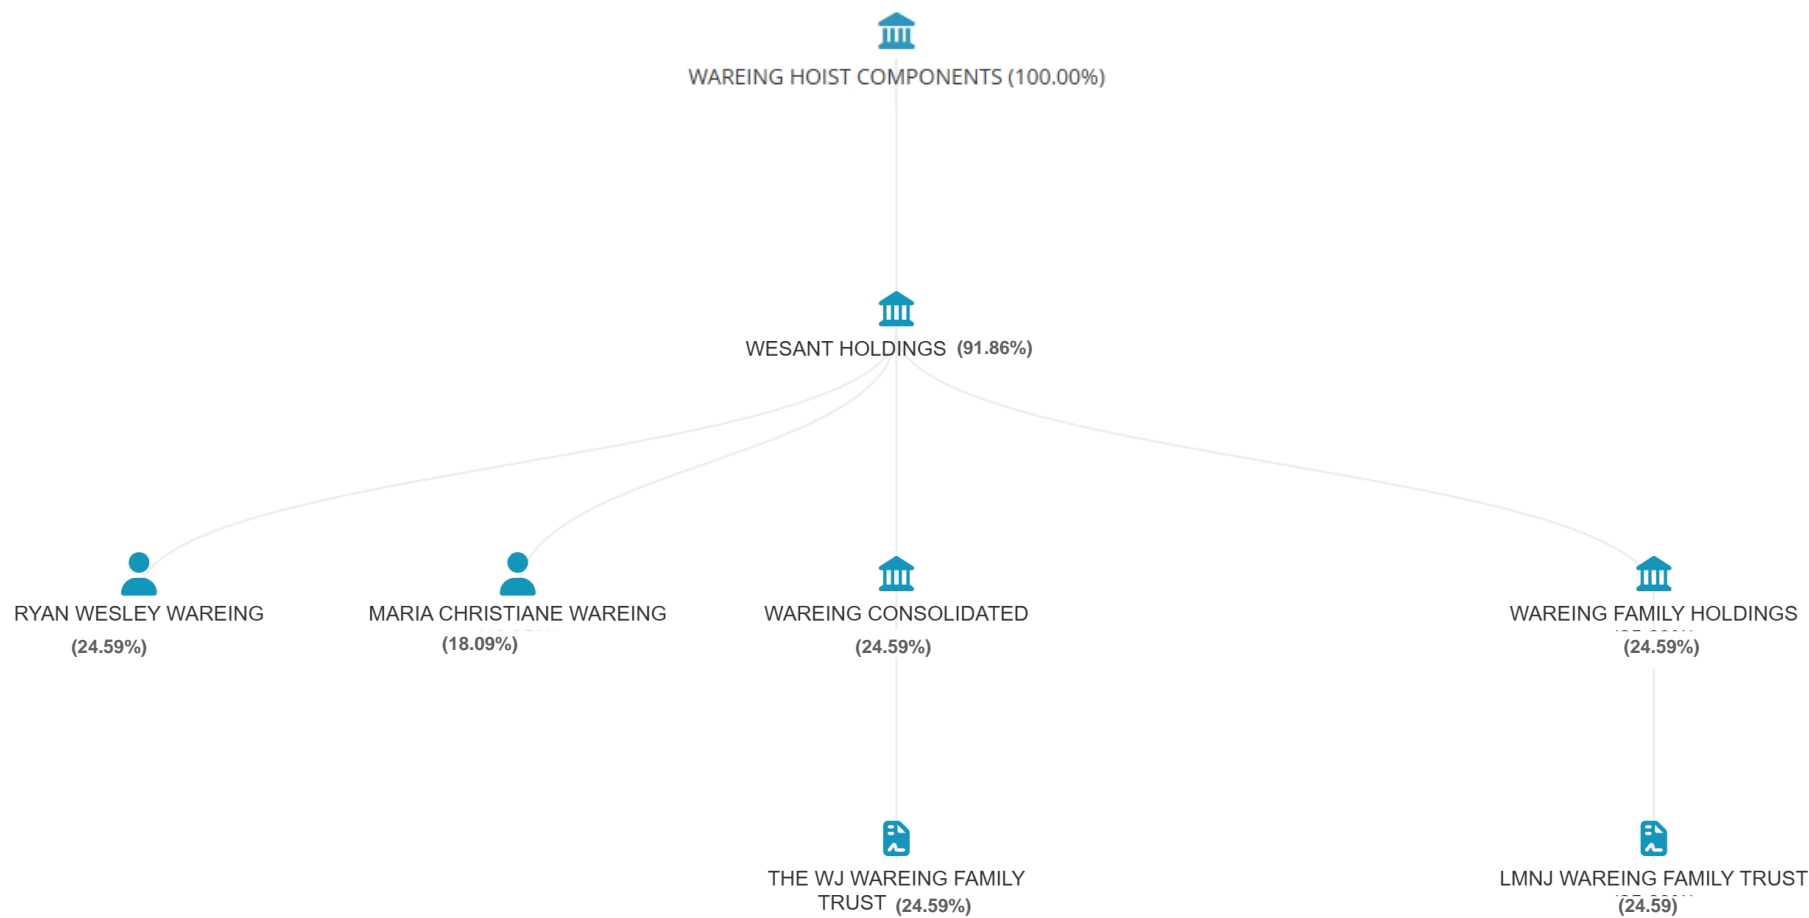 WAREING HOIST COMPONENTS (100.00%)
WESANT HOLDINGS (91.86%)
RYAN WESLEY WAREING
(24.59%)
MARIA CHRISTIANE WAREING
(18.09%)
WAREING CONSOLIDATED
(24.59%)
WAREING FAMILY HOLDINGS
(24.59%)
THE WJ WAREING FAMILY
TRUST (24.59%)
LMNJ WAREING FAMILY TRUST
(24.59)